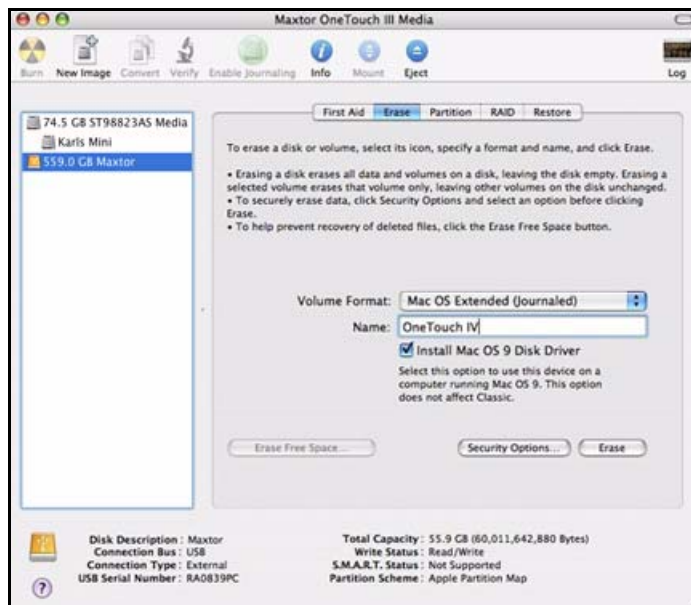 Maxtor OneTouch III Media
Burn New Image Convert Verify Enable Journaling Info Mount Eject Log
74.5 GB ST98823AS Media
Karls Mini
559.0 GB Maxtor
First Aid Erase Partition RAID Restore
To erase a disk or volume, select its icon, specify a format and name, and click Erase.
• Erasing a disk erases all data and volumes on a disk, leaving the disk empty. Erasing a
selected volume erases that volume only, leaving other volumes on the disk unchanged.
• To securely erase data, click Security Options and select an option before clicking
Erase.
• To help prevent recovery of deleted files, click the Erase Free Space button.
Volume Format: Mac OS Extended (Journaled)
Name: OneTouch IV
Install Mac OS 9 Disk Driver
Select this option to use this device on a
computer running Mac OS 9. This option
does not affect Classic.
Erase Free Space... Security Options... Erase
Disk Description : Maxtor
Connection Bus : USB
Connection Type : External
USB Serial Number : RA0839PC
Total Capacity : 55.9 GB (60,011,642,880 Bytes)
Write Status : Read/Write
S.M.A.R.T. Status : Not Supported
Partition Scheme : Apple Partition Map
?